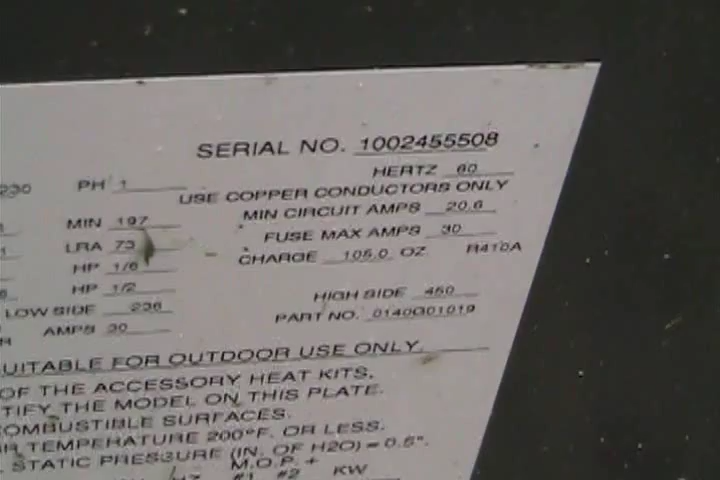 SERIAL NO. 1002455508
HERTZ 60
230 PH 1
USE COPPER CONDUCTORS ONLY
MIN 197 MIN CIRCUIT AMPS 20.6
LRA 73 FUSE MAX AMPS 30
HP 1/6 CHARGE 105.0 OZ R410A
HP 1/2 HIGH SIDE 450
LOW SIDE 236 PART NO. 0140G01019
AMPS 30
UITABLE FOR OUTDOOR USE ONLY.
OF THE ACCESSORY HEAT KITS.
TIFY THE MODEL ON THIS PLATE.
OMBUSTIBLE SURFACES.
R TEMPERATURE 200°F. OR LESS.
STATIC PRESSURE (IN. OF H2O) = 0.5".
M.O.P. +
HZ #1 #2 KW